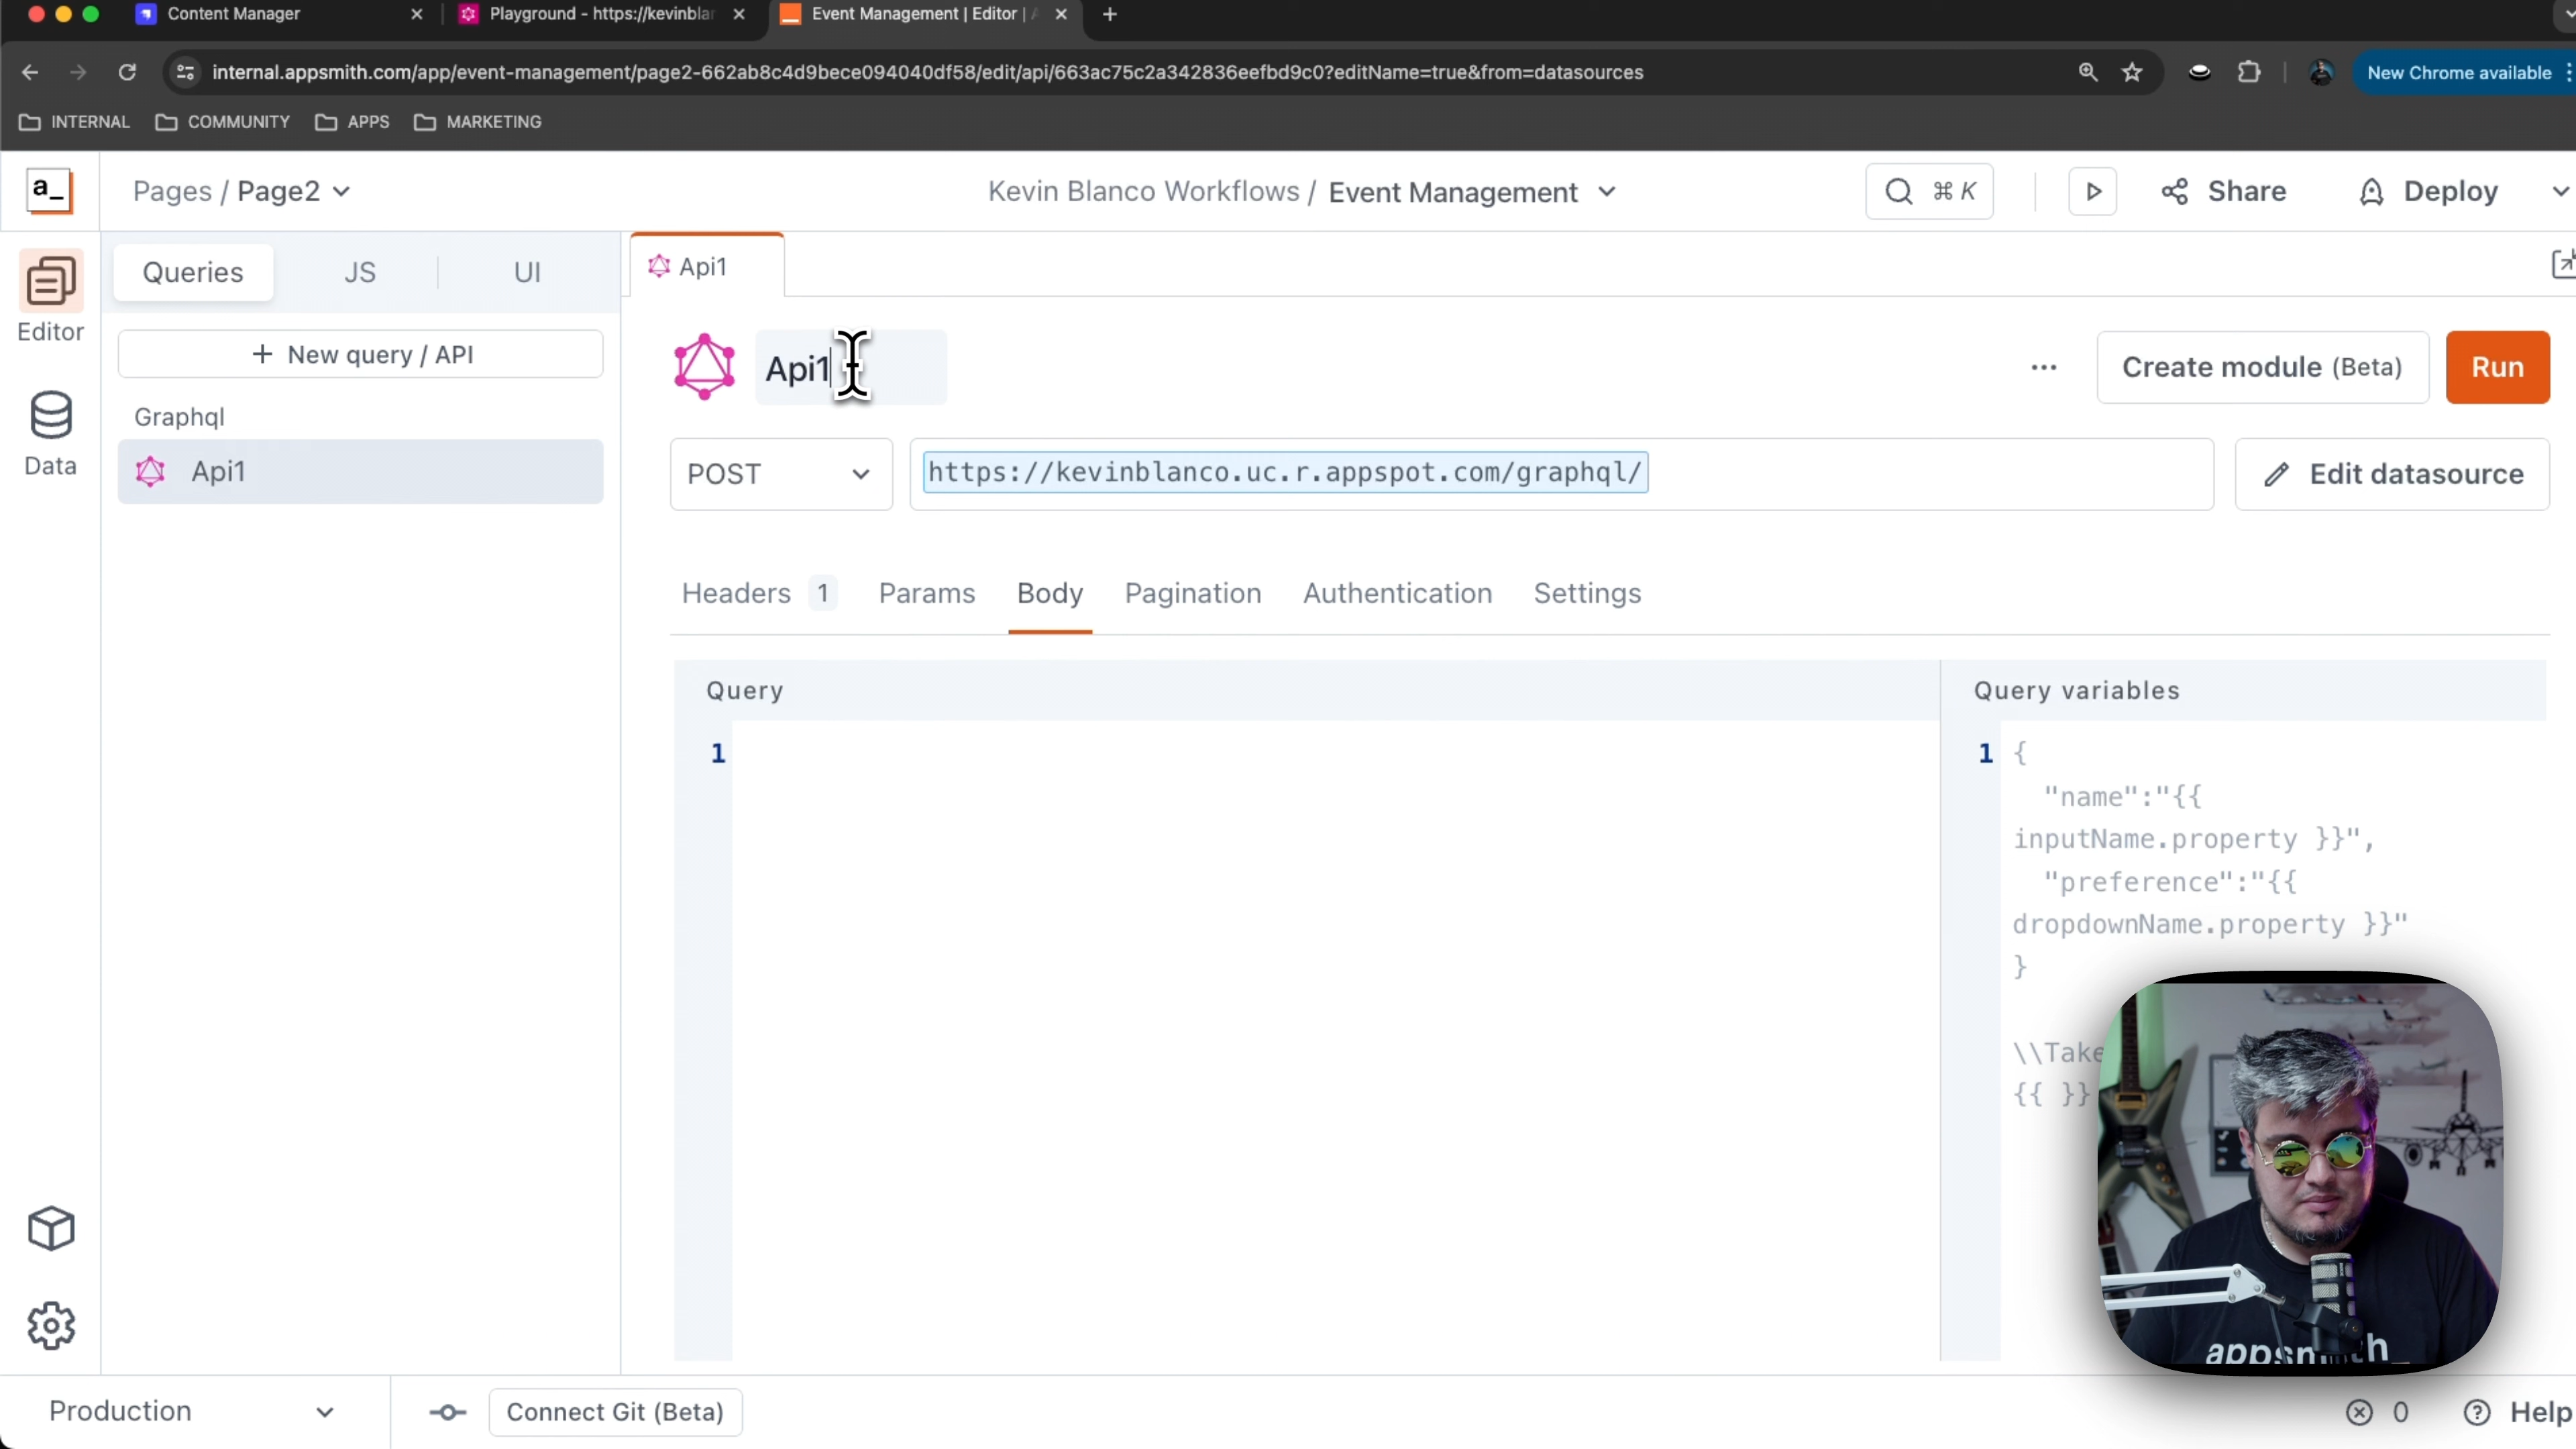 Content Manager
Playground - https://kevinblar
Event Management | Editor |
internal.appsmith.com/app/event-management/page2-662ab8c4d9bece094040df58/edit/api/663ac75c2a342836eefbd9c0?editName=true&from=datasources
New Chrome available
INTERNAL
COMMUNITY
APPS
MARKETING
a_
Pages / Page2
Kevin Blanco Workflows / Event Management
⌘ K
Share
Deploy
Editor
Data
Queries
JS
UI
+ New query / API
Graphql
Api1
Api1
Api1
Create module (Beta)
Run
POST
https://kevinblanco.uc.r.appspot.com/graphql/
Edit datasource
Headers 1
Params
Body
Pagination
Authentication
Settings
Query
1
Query variables
1 {
"name":"{{
inputName.property }}",
"preference":"{{
dropdownName.property }}"
}
\\Take
{{ }}
Production
Connect Git (Beta)
0
Help